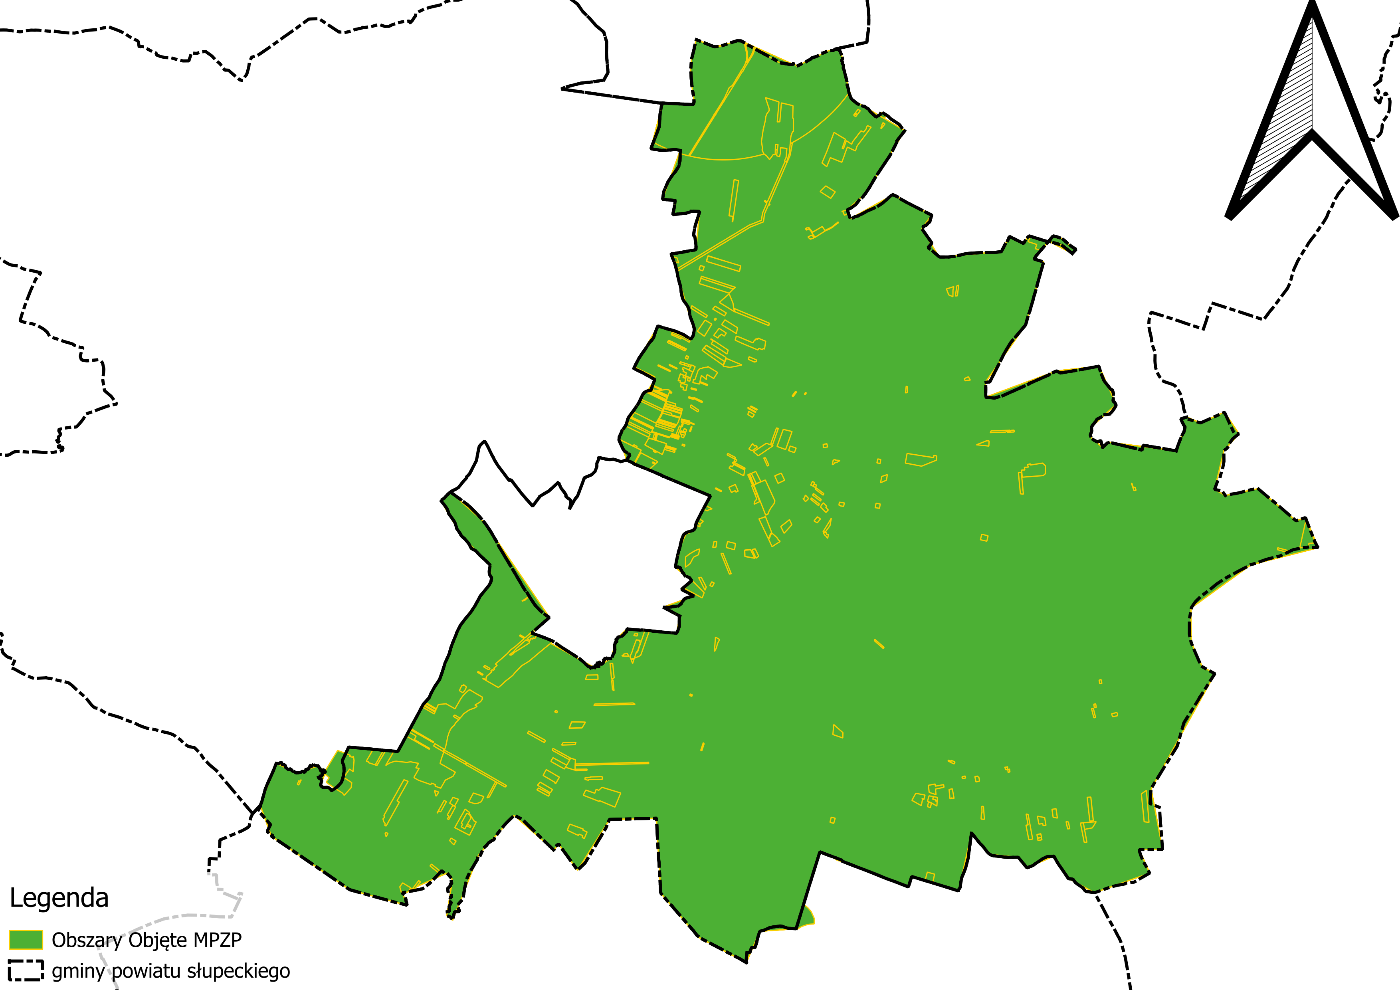 Legenda
Obszary Objęte MPZP
gminy powiatu słupeckiego